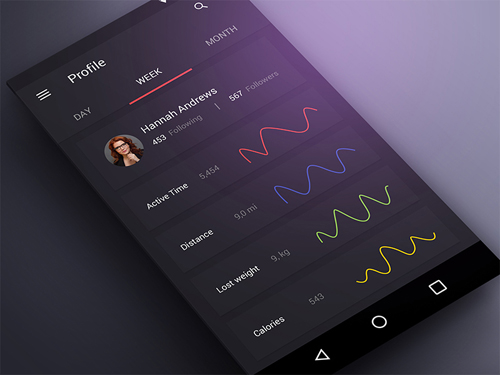 Profile
DAY WEEK MONTH
Hannah Andrews
453 Following | 567 Followers
Active Time 5,454
Distance 9,0 mi
Lost weight 9, kg
Calories 543